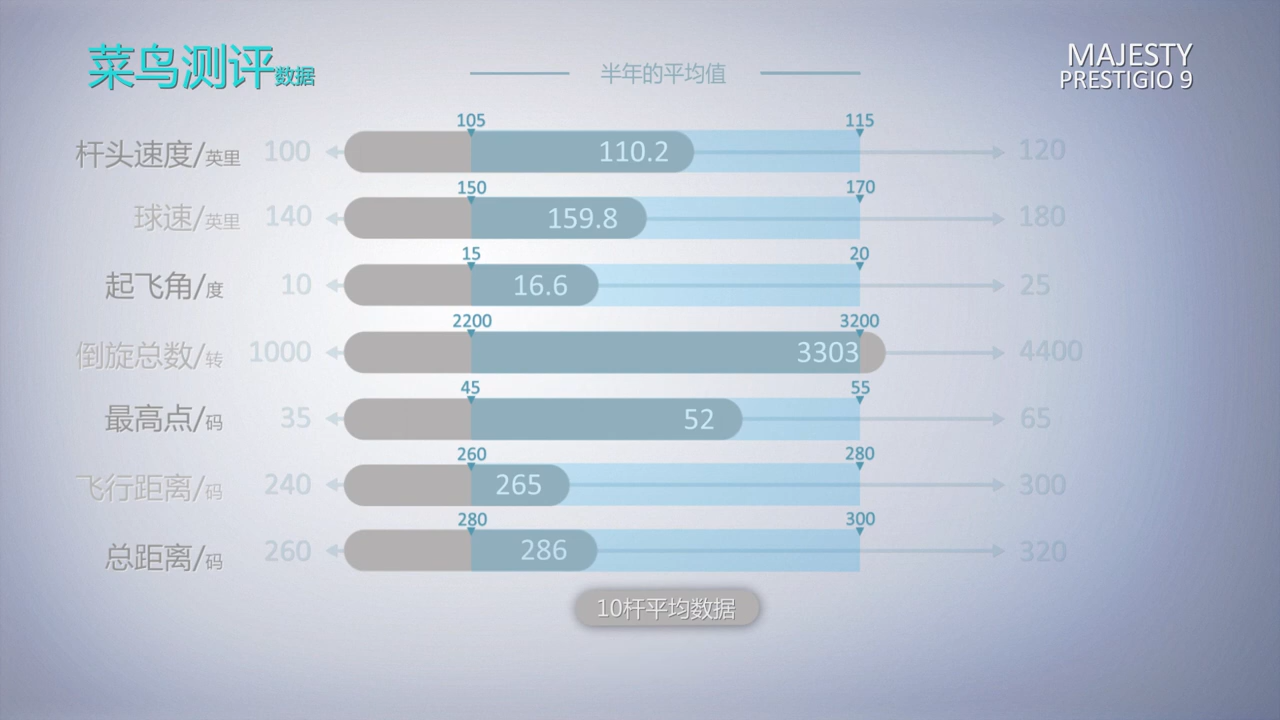 菜鸟测评数据
半年的平均值
MAJESTY
PRESTIGIO 9
105 115
杆头速度/英里 100 110.2 120
150 170
球速/英里 140 159.8 180
15 20
起飞角/度 10 16.6 25
2200 3200
倒旋总数/转 1000 3303 4400
45 55
最高点/码 35 52 65
260 280
飞行距离/码 240 265 300
280 300
总距离/码 260 286 320
10杆平均数据